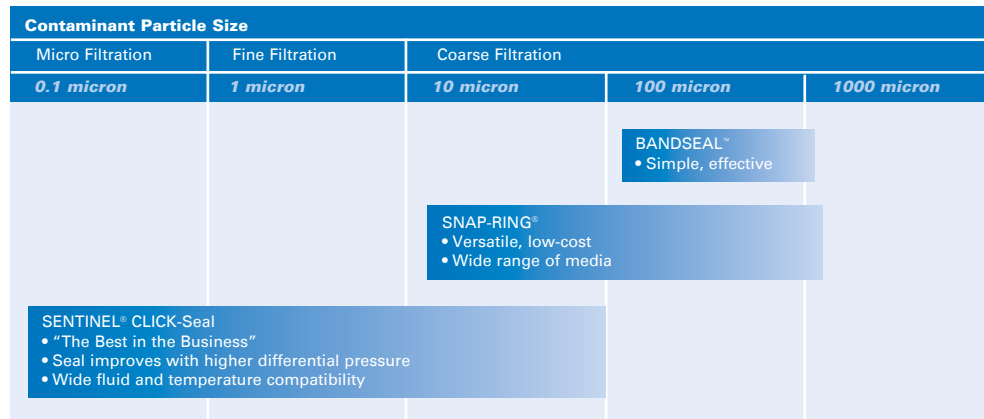 Contaminant Particle Size
Micro Filtration
Fine Filtration
Coarse Filtration
0.1 micron
1 micron
10 micron
100 micron
1000 micron
BANDSEAL™
• Simple, effective
SNAP-RING®
• Versatile, low-cost
• Wide range of media
SENTINEL® CLICK-Seal
• “The Best in the Business”
• Seal improves with higher differential pressure
• Wide fluid and temperature compatibility